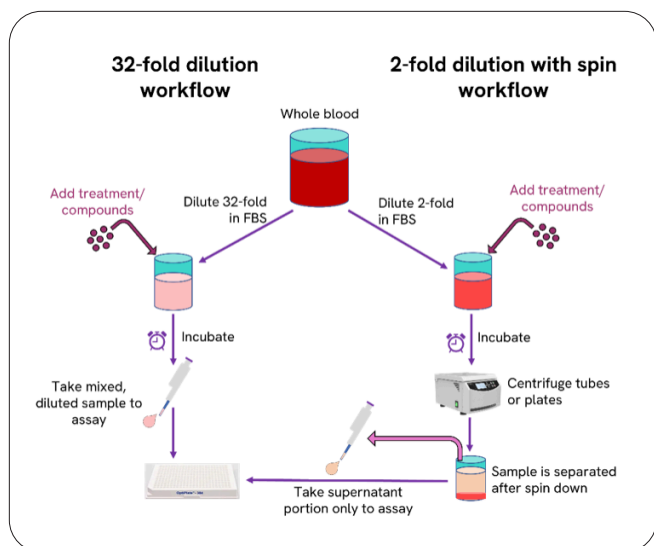 32-fold dilution
workflow
2-fold dilution with spin
workflow
Whole blood
Add treatment/
compounds
Dilute 32-fold
in FBS
Dilute 2-fold
in FBS
Add treatment/
compounds
Incubate
Incubate
Take mixed,
diluted sample to
assay
Centrifuge tubes
or plates
Sample is separated
after spin down
Take supernatant
portion only to assay